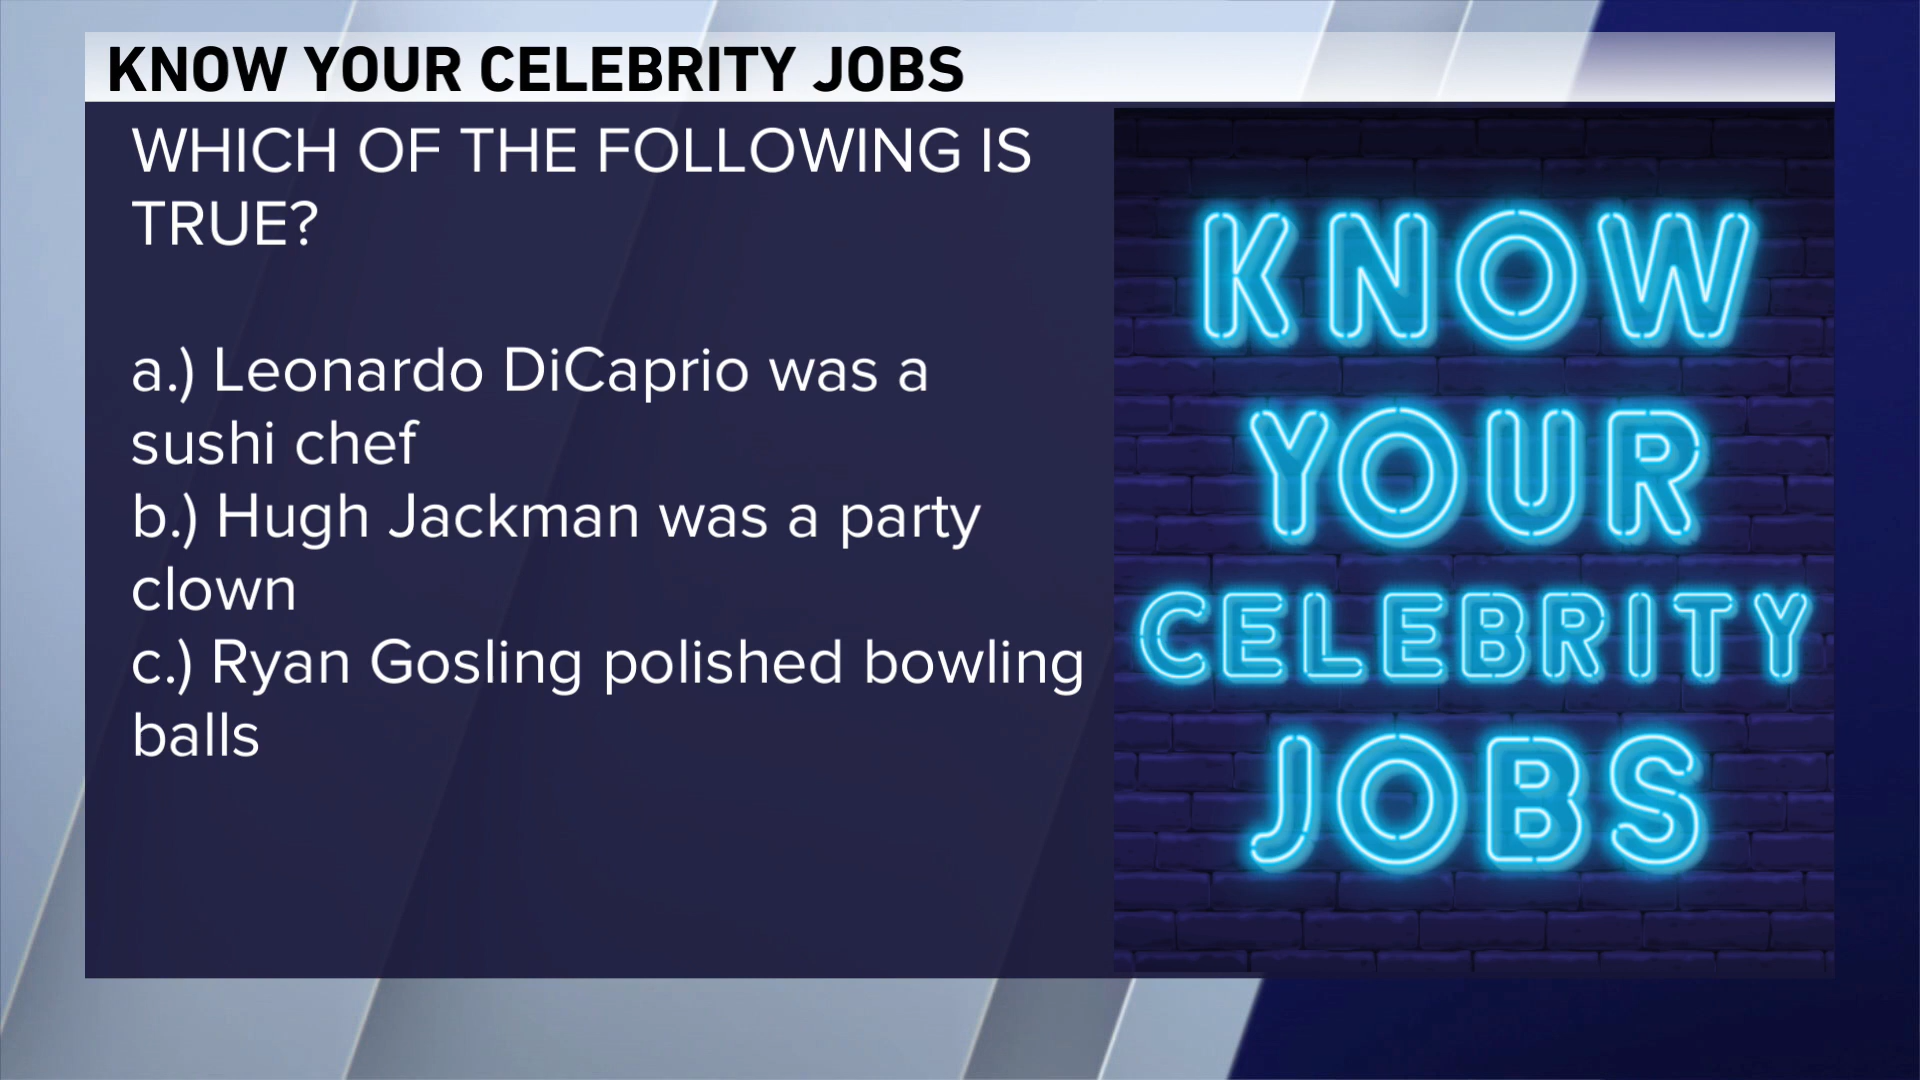 KNOW YOUR CELEBRITY JOBS
WHICH OF THE FOLLOWING IS
TRUE?
a.) Leonardo DiCaprio was a
sushi chef
b.) Hugh Jackman was a party
clown
c.) Ryan Gosling polished bowling
balls
KNOW
YOUR
CELEBRITY
JOBS